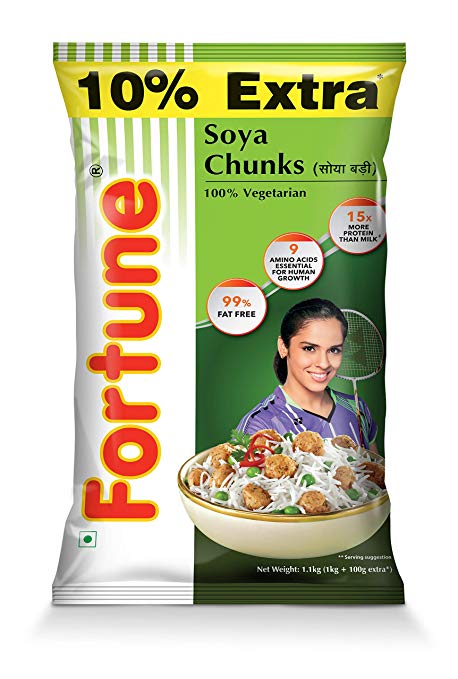 10% Extra*
Soya
Chunks (सोया बड़ी)
100% Vegetarian
Fortune®
15x
MORE
PROTEIN
THAN MILK*
9
AMINO ACIDS
ESSENTIAL
FOR HUMAN
GROWTH
99%
FAT FREE
** Serving suggestion
Net Weight: 1.1kg (1kg + 100g extra*)